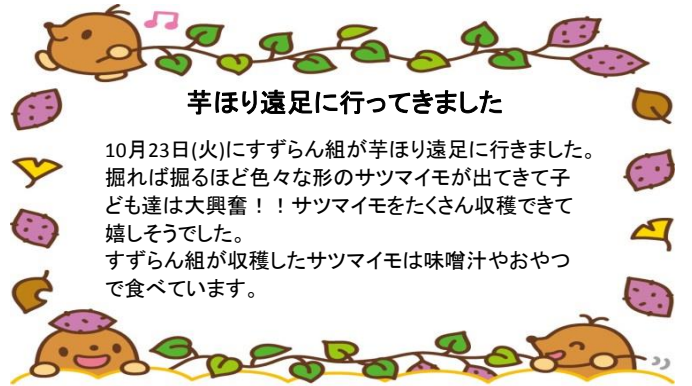 芋ほり遠足に行ってきました
10月23日(火)にすずらん組が芋ほり遠足に行きました。
掘れば掘るほど色々な形のサツマイモが出てきて子
ども達は大興奮！！サツマイモをたくさん収穫できて
嬉しそうでした。
すずらん組が収穫したサツマイモは味噌汁やおやつ
で食べています。